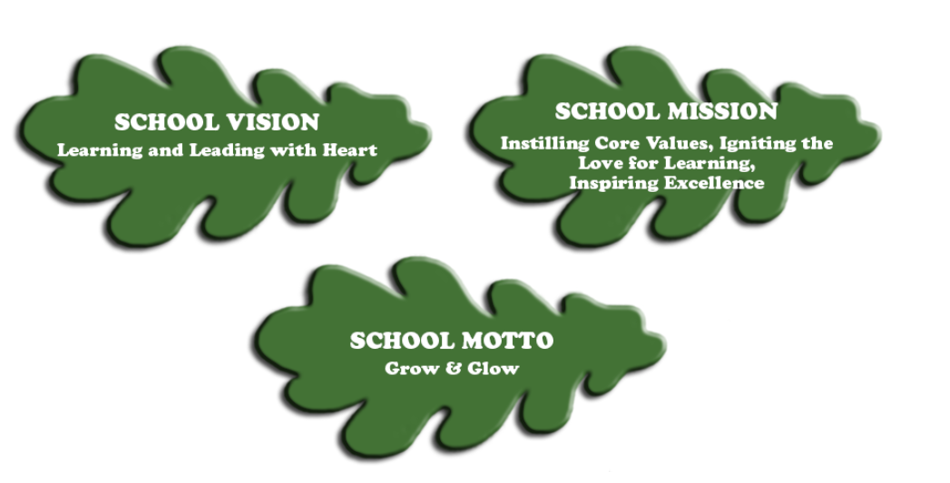 SCHOOL VISION
Learning and Leading with Heart
SCHOOL MISSION
Instilling Core Values, Igniting the
Love for Learning,
Inspiring Excellence
SCHOOL MOTTO
Grow & Glow